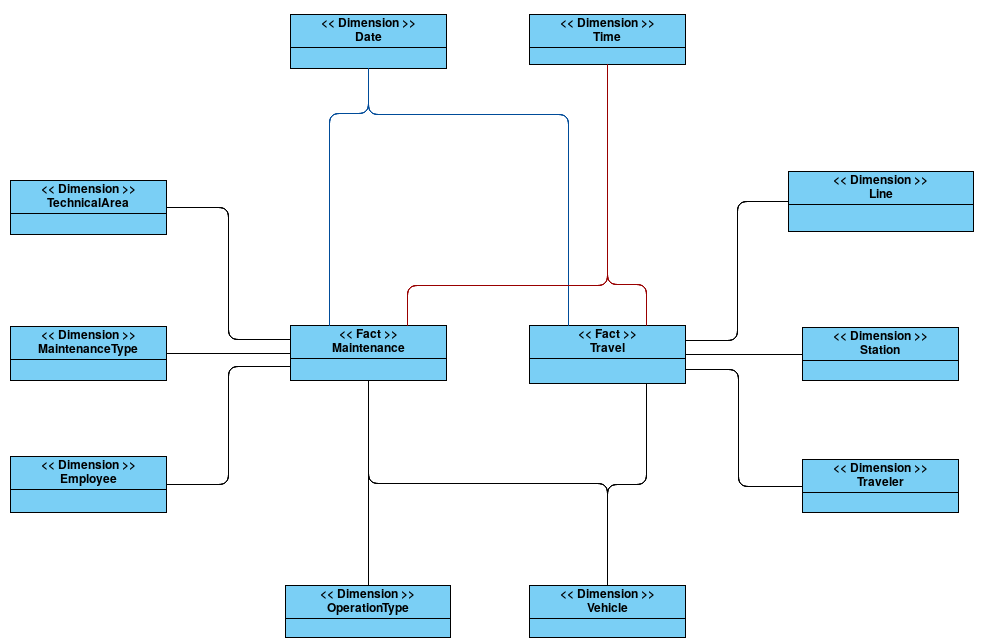 << Dimension >>
Date
<< Dimension >>
Time
<< Dimension >>
TechnicalArea
<< Dimension >>
Line
<< Dimension >>
MaintenanceType
<< Fact >>
Maintenance
<< Fact >>
Travel
<< Dimension >>
Station
<< Dimension >>
Employee
<< Dimension >>
Traveler
<< Dimension >>
OperationType
<< Dimension >>
Vehicle